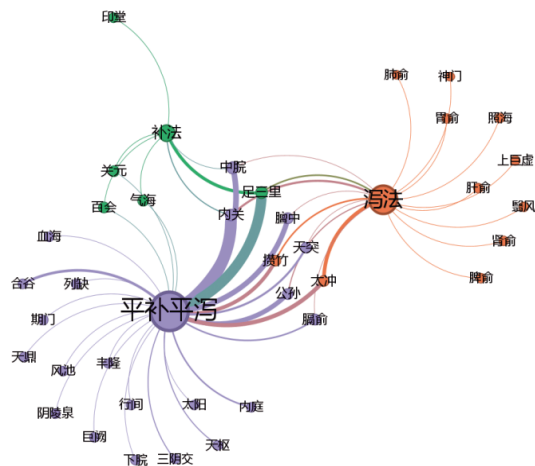 印堂
肺俞
神门
胃俞
照海
补法
上巨虚
中脘
关元
足三里
肝俞
泻法
气海
百会
翳风
内关
膻中
血海
天突
肾俞
攒竹
脾俞
合谷
列缺
太冲
公孙
平补平泻
期门
膈俞
天鼎
丰隆
风池
行间
太阳
内庭
阴陵泉
巨阙
天枢
下脘
三阴交